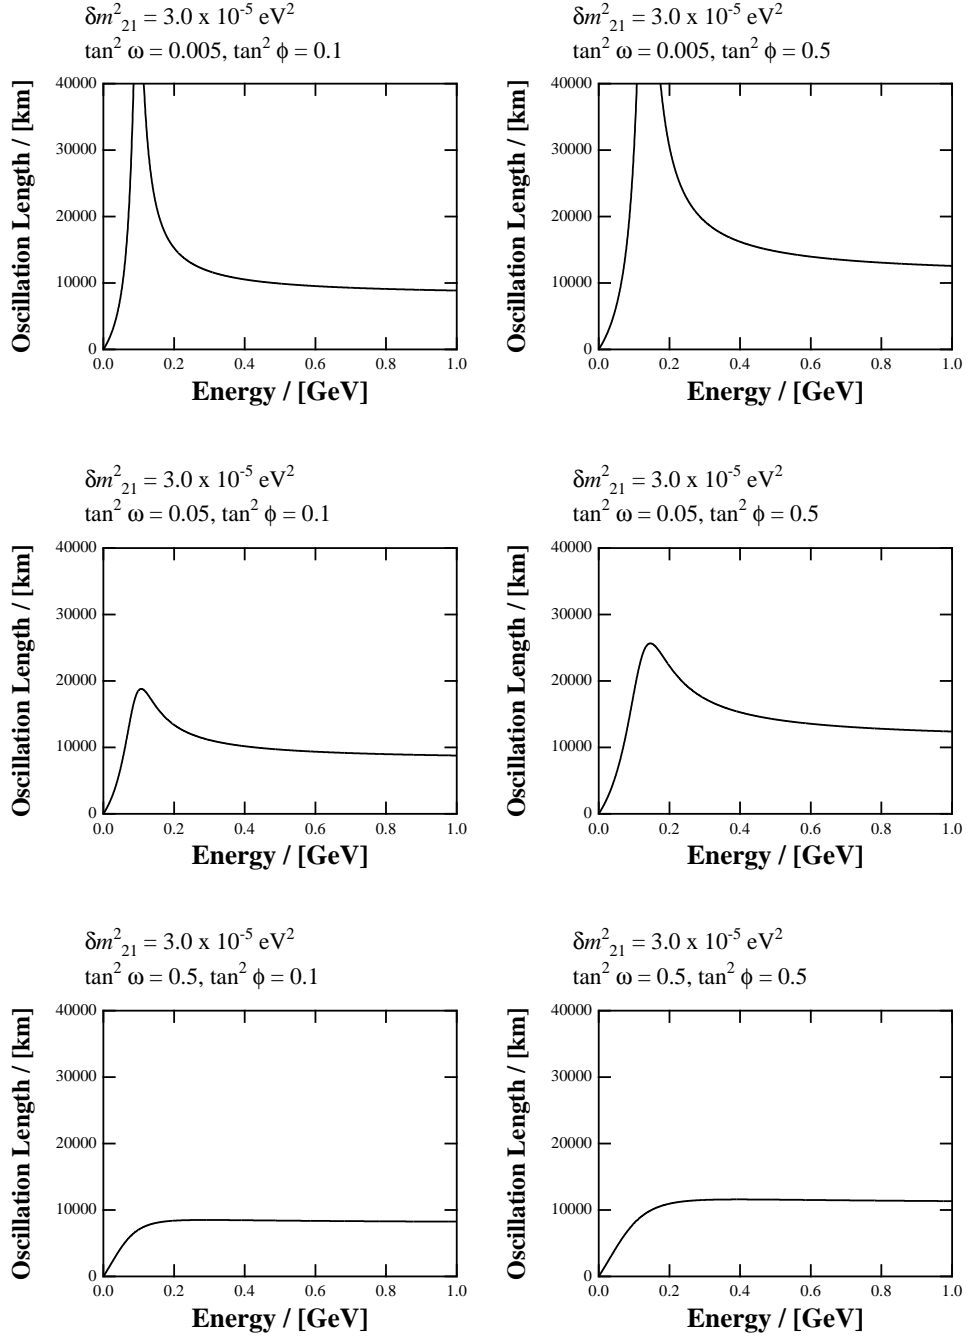 δm²₂₁ = 3.0 x 10⁻⁵ eV²
tan² ω = 0.005, tan² ϕ = 0.1
40000
30000
20000
10000
0
Oscillation Length / [km]
0.0 0.2 0.4 0.6 0.8 1.0
Energy / [GeV]
δm²₂₁ = 3.0 x 10⁻⁵ eV²
tan² ω = 0.005, tan² ϕ = 0.5
40000
30000
20000
10000
0
Oscillation Length / [km]
0.0 0.2 0.4 0.6 0.8 1.0
Energy / [GeV]
δm²₂₁ = 3.0 x 10⁻⁵ eV²
tan² ω = 0.05, tan² ϕ = 0.1
40000
30000
20000
10000
0
Oscillation Length / [km]
0.0 0.2 0.4 0.6 0.8 1.0
Energy / [GeV]
δm²₂₁ = 3.0 x 10⁻⁵ eV²
tan² ω = 0.05, tan² ϕ = 0.5
40000
30000
20000
10000
0
Oscillation Length / [km]
0.0 0.2 0.4 0.6 0.8 1.0
Energy / [GeV]
δm²₂₁ = 3.0 x 10⁻⁵ eV²
tan² ω = 0.5, tan² ϕ = 0.1
40000
30000
20000
10000
0
Oscillation Length / [km]
0.0 0.2 0.4 0.6 0.8 1.0
Energy / [GeV]
δm²₂₁ = 3.0 x 10⁻⁵ eV²
tan² ω = 0.5, tan² ϕ = 0.5
40000
30000
20000
10000
0
Oscillation Length / [km]
0.0 0.2 0.4 0.6 0.8 1.0
Energy / [GeV]